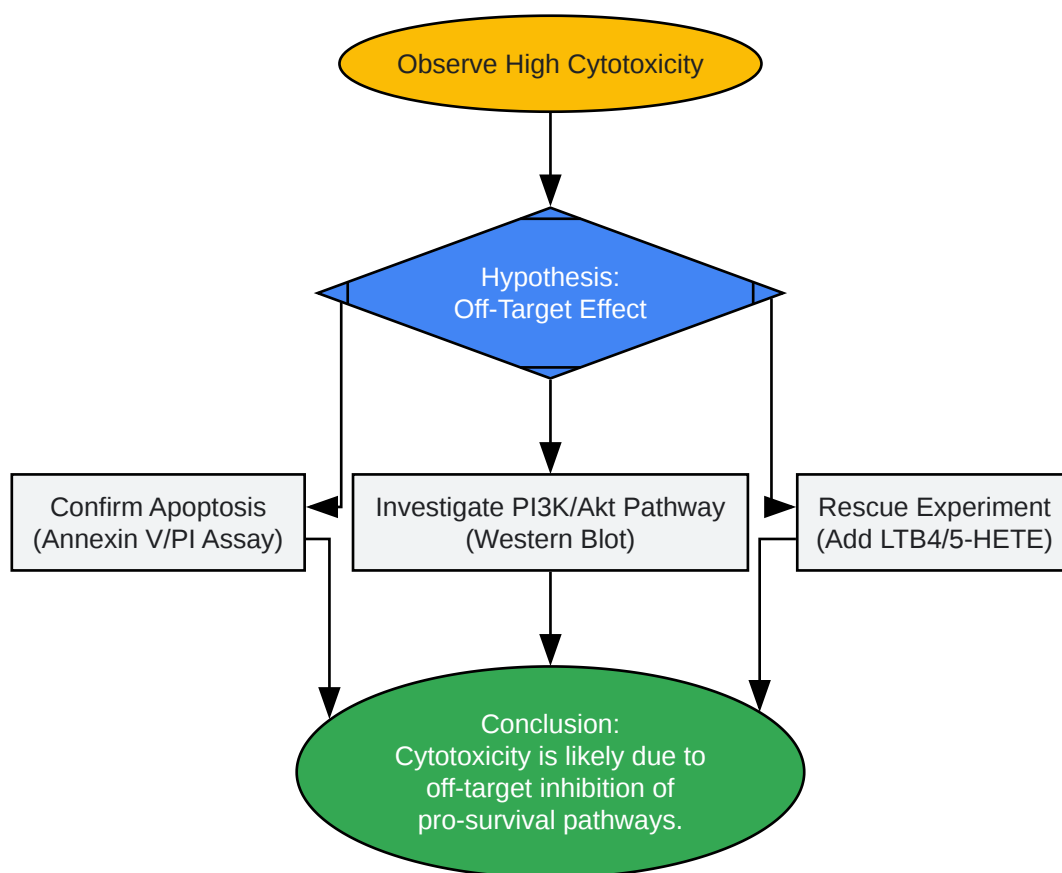 Observe High Cytotoxicity
Hypothesis:
Off-Target Effect
Confirm Apoptosis
(Annexin V/PI Assay)
Investigate PI3K/Akt Pathway
(Western Blot)
Rescue Experiment
(Add LTB4/5-HETE)
Conclusion:
Cytotoxicity is likely due to
off-target inhibition of
pro-survival pathways.